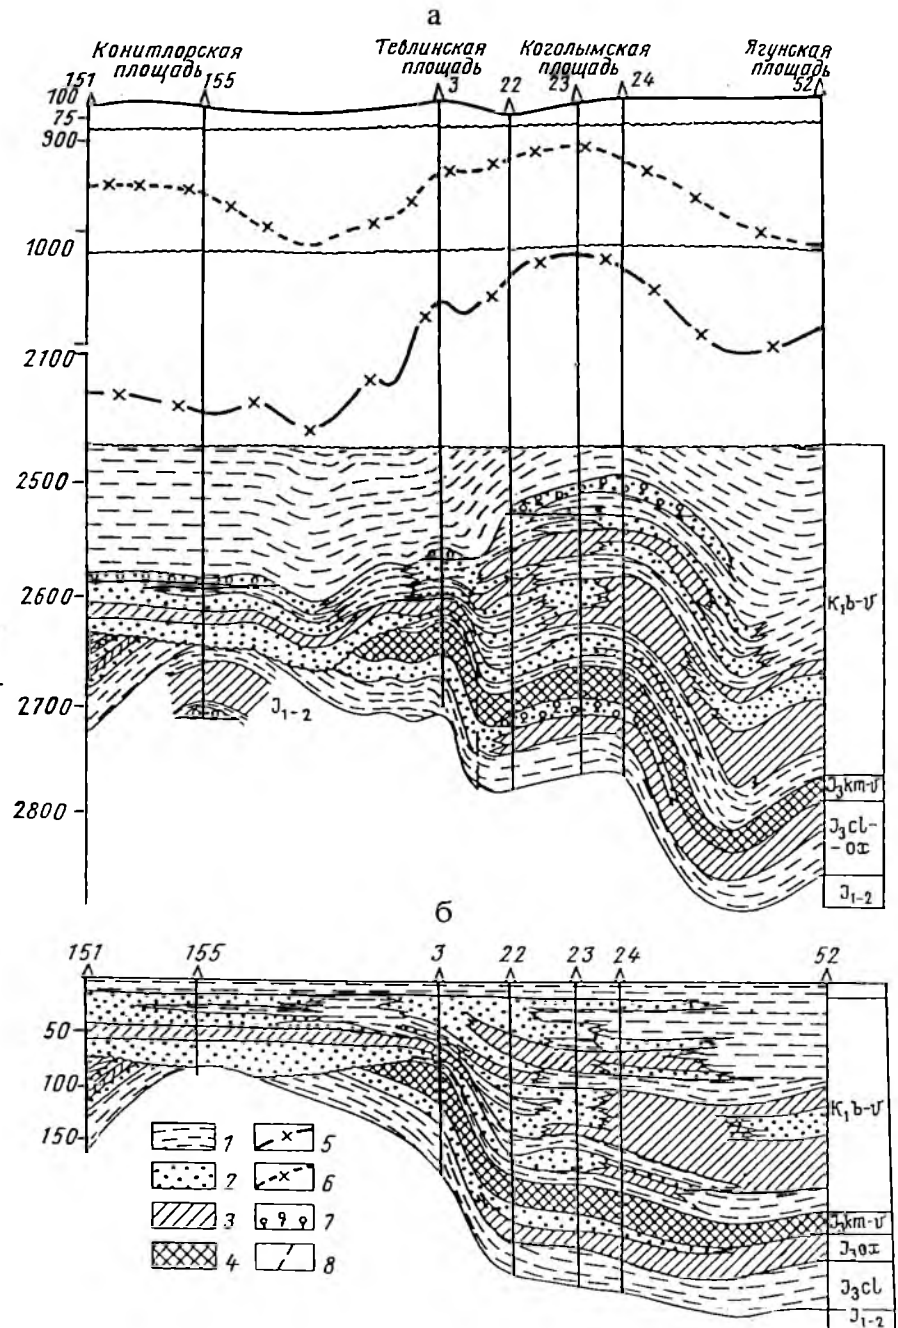 а
Конитлорская площадь
Тевлинская площадь
Коголымская площадь
Ягунская площадь
151 155 3 22 23 24 52
100
75
900
1000
2100
2500
2600
2700
2800
J₁₋₂
K₁b-v
J₃km-v
J₃cl-
-ox
J₁₋₂
б
151 155 3 22 23 24 52
50
100
150
K₁b-v
J₃km-v
J₃ox
J₃cl
J₁₋₂
1 5
2 6
3 7
4 8